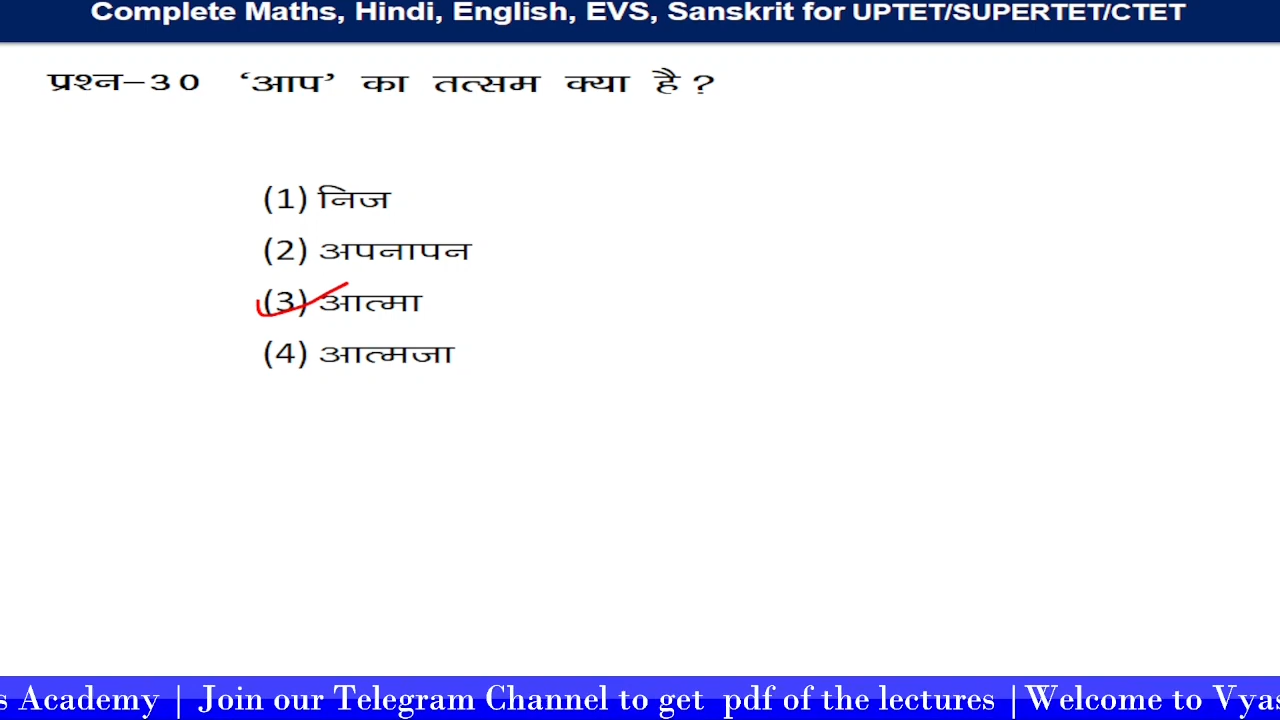 Complete Maths, Hindi, English, EVS, Sanskrit for UPTET/SUPERTET/CTET
प्रश्न–30 ‘आप’ का तत्सम क्या है ?
(1) निज
(2) अपनापन
(3) आत्मा
(4) आत्मजा
s Academy | Join our Telegram Channel to get pdf of the lectures | Welcome to Vyas